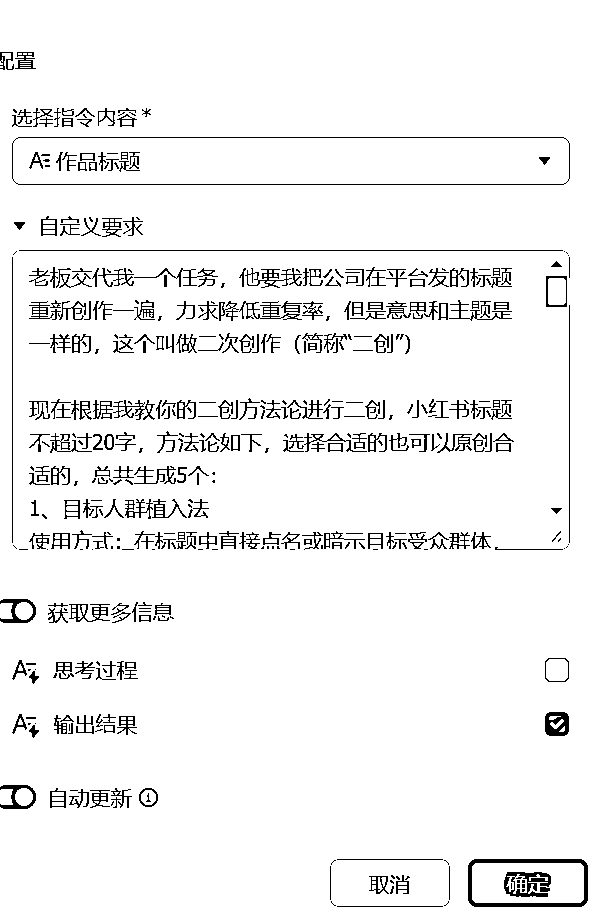 配置
选择指令内容*
作品标题
自定义要求
老板交代我一个任务，他要我把公司在平台发的标题
重新创作一遍，力求降低重复率，但是意思和主题是
一样的，这个叫做二次创作（简称“二创”）
现在根据我教你的二创方法论进行二创，小红书标题
不超过20字，方法论如下，选择合适的也可以原创合
适的，总共生成5个：
1、目标人群植入法
使用方式：在标题中直接点名或暗示目标受众群体，
获取更多信息
思考过程
输出结果
自动更新
取消
确定